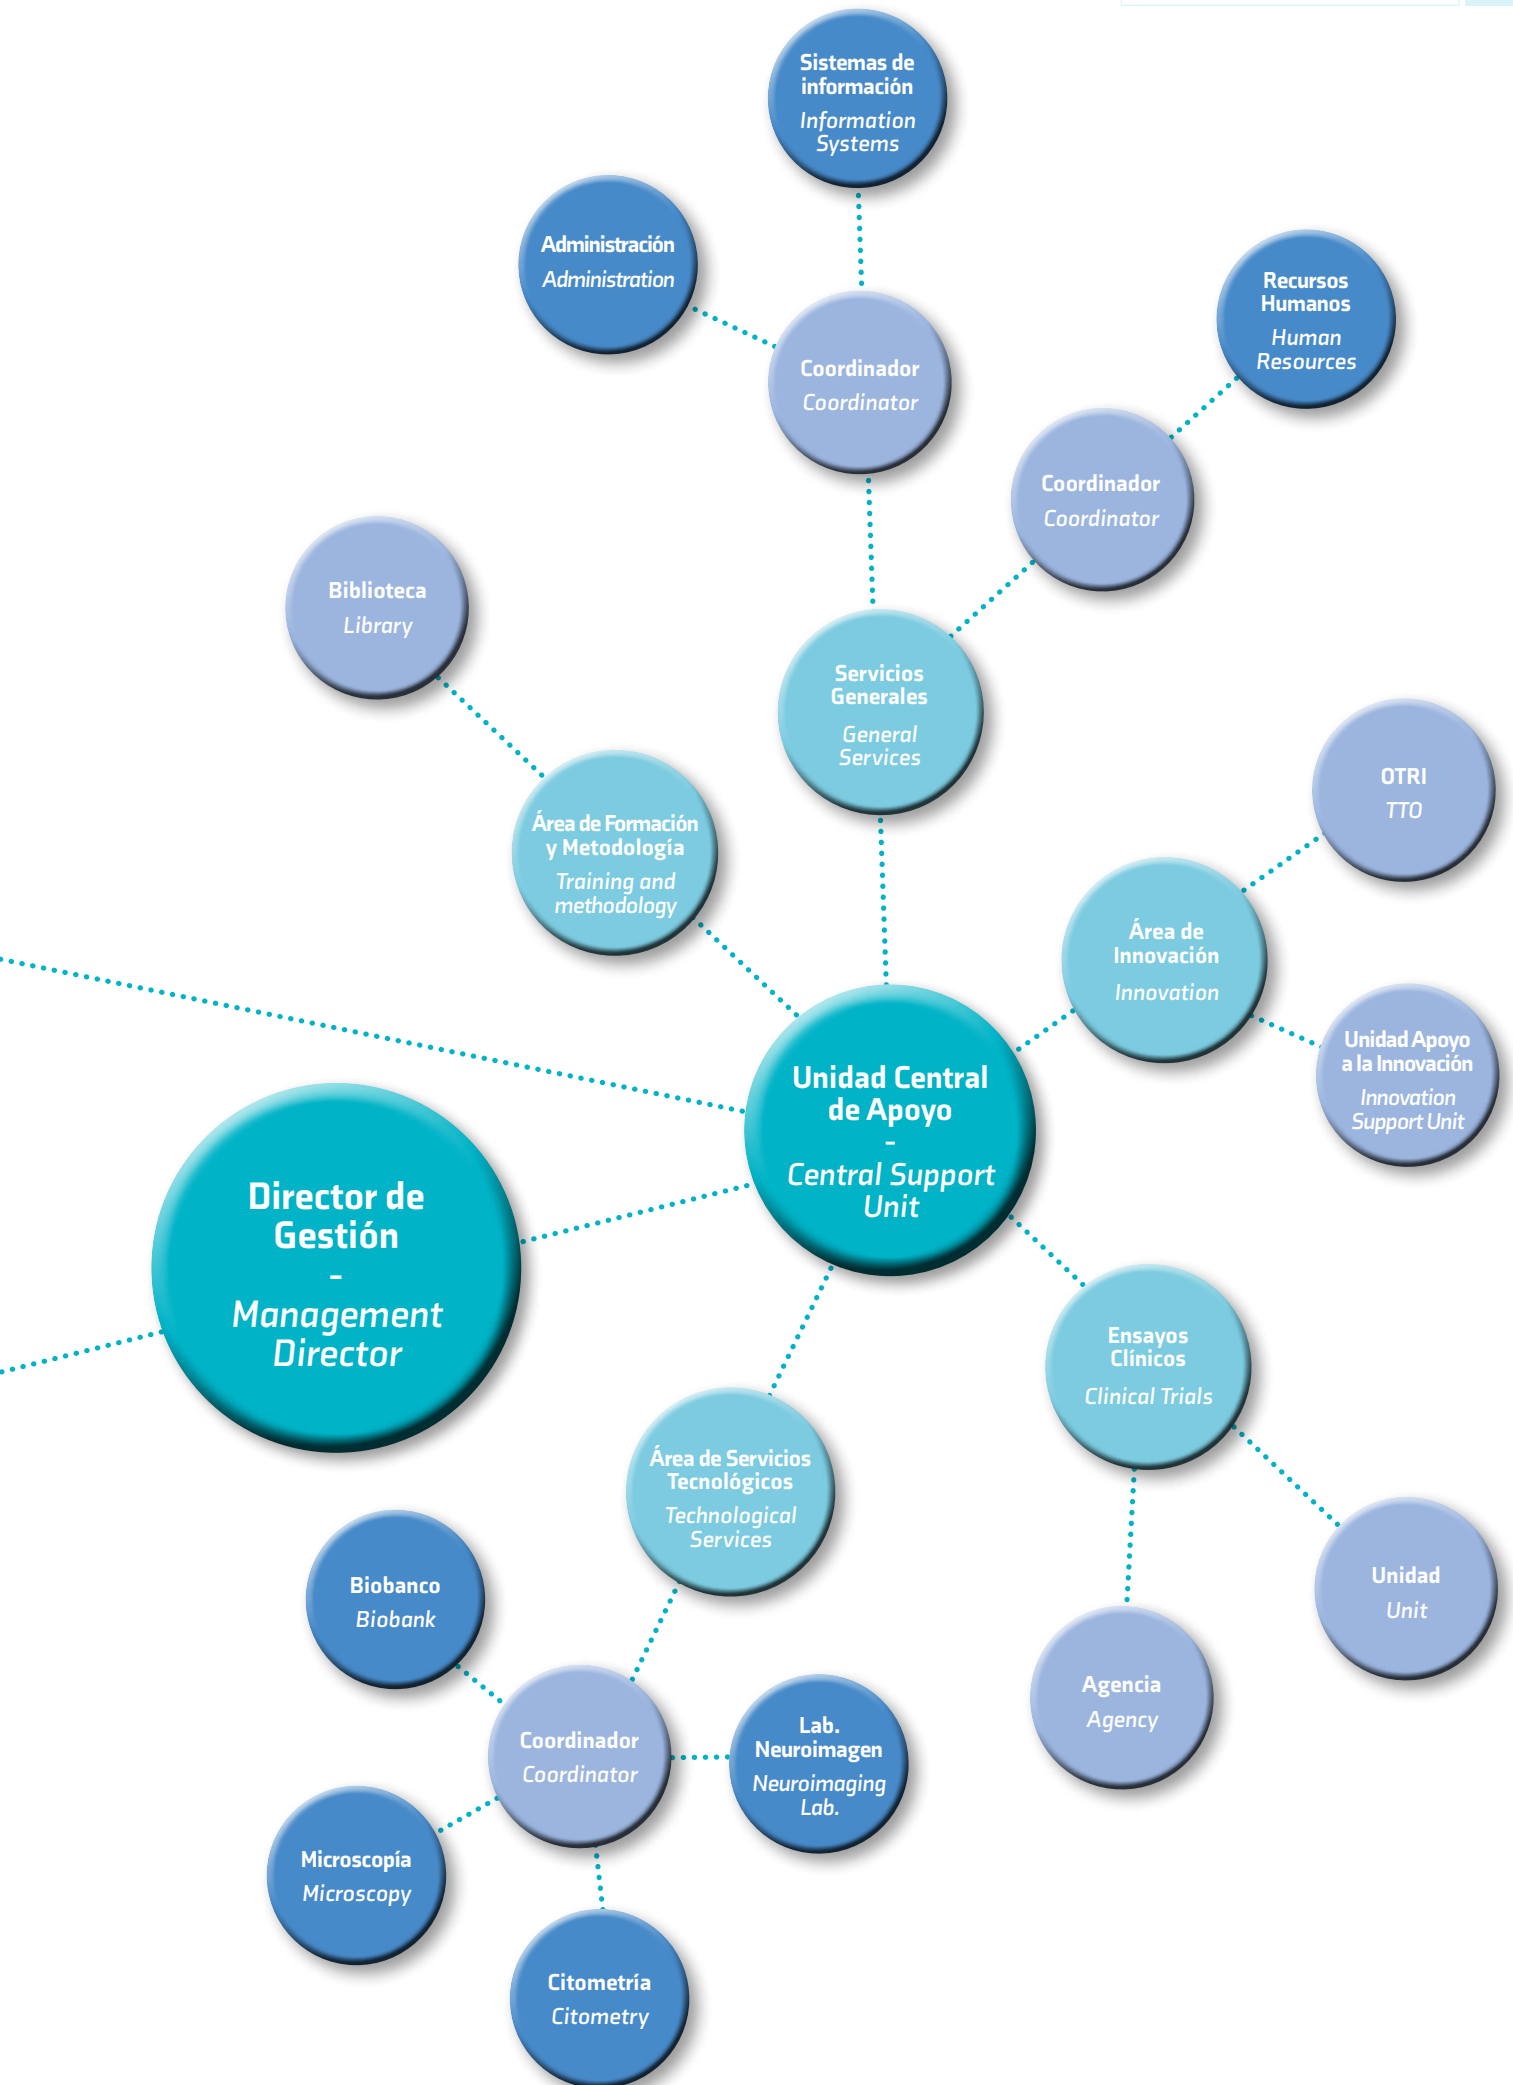 Sistemas de
información
Information
Systems
Administración
Administration
Recursos
Humanos
Human
Resources
Coordinador
Coordinator
Coordinador
Coordinator
Biblioteca
Library
Servicios
Generales
General
Services
OTRI
TTO
Área de Formación
y Metodología
Training and
methodology
Área de
Innovación
Innovation
Unidad Apoyo
a la Innovación
Innovation
Support Unit
Unidad Central
de Apoyo
-
Central Support
Unit
Director de
Gestión
-
Management
Director
Ensayos
Clínicos
Clinical Trials
Área de Servicios
Tecnológicos
Technological
Services
Biobanco
Biobank
Unidad
Unit
Agencia
Agency
Coordinador
Coordinator
Lab.
Neuroimagen
Neuroimaging
Lab.
Microscopía
Microscopy
Citometría
Citometry